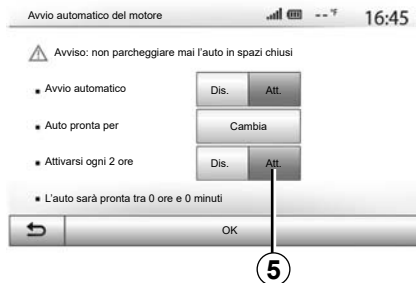 Avvio automatico del motore
-- °F
16:45
Avviso: non parcheggiare mai l'auto in spazi chiusi
Avvio automatico
Dis.
Att.
Auto pronta per
Cambia
Attivarsi ogni 2 ore
Dis.
Att.
L'auto sarà pronta tra 0 ore e 0 minuti
OK
5